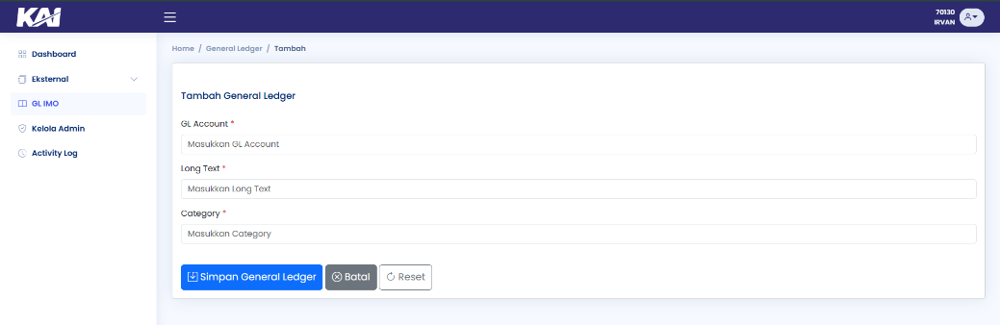 KAI
70130
IRVAN
Home / General Ledger / Tambah
Dashboard
Eksternal
GL IMO
Kelola Admin
Activity Log
Tambah General Ledger
GL Account *
Masukkan GL Account
Long Text *
Masukkan Long Text
Category *
Masukkan Category
Simpan General Ledger
Batal
Reset